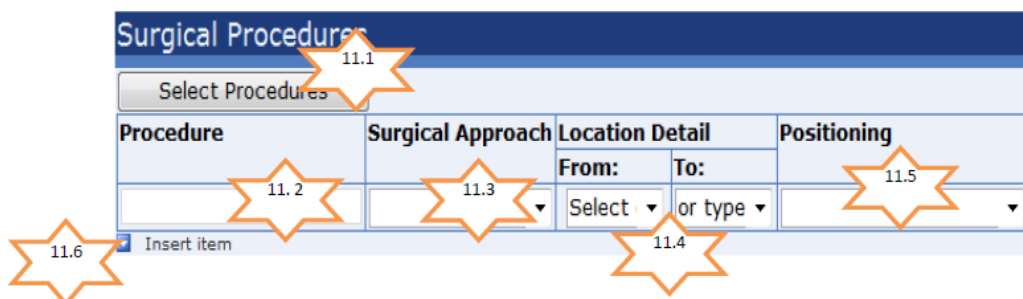 Surgical Procedures
11.1
Select Procedures
Procedure Surgical Approach Location Detail Positioning
From: To:
11.5
11. 2 11.3
Select or type
11.6 Insert item 11.4